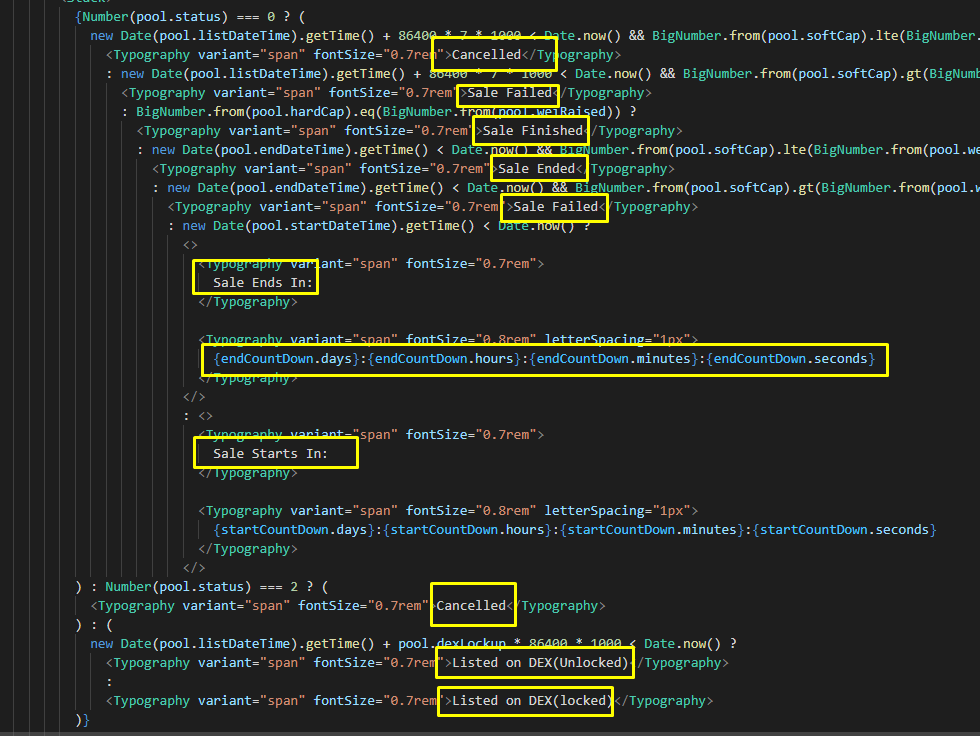 <Stack>
{Number(pool.status) === 0 ? (
new Date(pool.listDateTime).getTime() + 86400 * 7 * 1000 < Date.now() && BigNumber.from(pool.softCap).lte(BigNumber.
<Typography variant="span" fontSize="0.7rem">Cancelled</Typography>
: new Date(pool.listDateTime).getTime() + 86400 * 7 * 1000 < Date.now() && BigNumber.from(pool.softCap).gt(BigNumb
<Typography variant="span" fontSize="0.7rem">Sale Failed</Typography>
: BigNumber.from(pool.hardCap).eq(BigNumber.from(pool.weiRaised)) ?
<Typography variant="span" fontSize="0.7rem">Sale Finished</Typography>
: new Date(pool.endDateTime).getTime() < Date.now() && BigNumber.from(pool.softCap).lte(BigNumber.from(pool.we
<Typography variant="span" fontSize="0.7rem">Sale Ended</Typography>
: new Date(pool.endDateTime).getTime() < Date.now() && BigNumber.from(pool.softCap).gt(BigNumber.from(pool.w
<Typography variant="span" fontSize="0.7rem">Sale Failed</Typography>
: new Date(pool.startDateTime).getTime() < Date.now() ?
<>
<Typography variant="span" fontSize="0.7rem">
Sale Ends In:
</Typography>
<Typography variant="span" fontSize="0.8rem" letterSpacing="1px">
{endCountDown.days}:{endCountDown.hours}:{endCountDown.minutes}:{endCountDown.seconds}
</Typography>
</>
: <>
<Typography variant="span" fontSize="0.7rem">
Sale Starts In:
</Typography>
<Typography variant="span" fontSize="0.8rem" letterSpacing="1px">
{startCountDown.days}:{startCountDown.hours}:{startCountDown.minutes}:{startCountDown.seconds}
</Typography>
</>
) : Number(pool.status) === 2 ? (
<Typography variant="span" fontSize="0.7rem">Cancelled</Typography>
) : (
new Date(pool.listDateTime).getTime() + pool.dexLockup * 86400 * 1000 < Date.now() ?
<Typography variant="span" fontSize="0.7rem">Listed on DEX(Unlocked)</Typography>
:
<Typography variant="span" fontSize="0.7rem">Listed on DEX(locked)</Typography>
)}